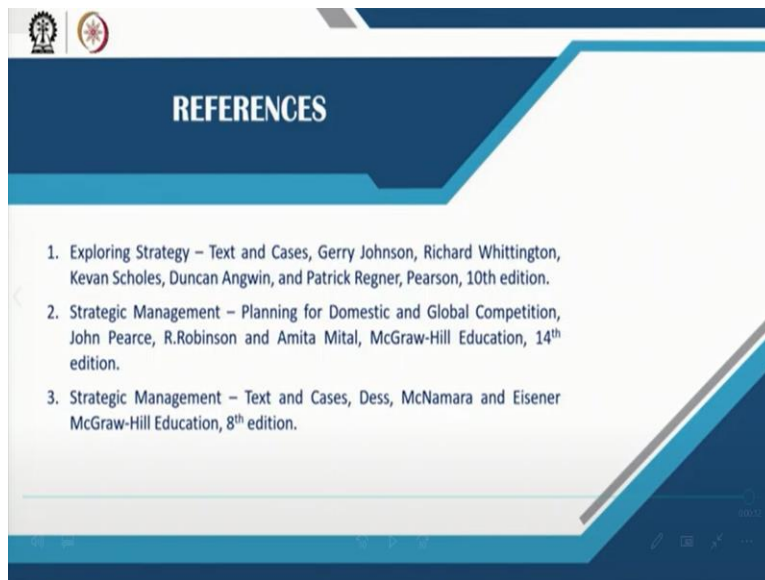 REFERENCES
1. Exploring Strategy – Text and Cases, Gerry Johnson, Richard Whittington,
Kevan Scholes, Duncan Angwin, and Patrick Regner, Pearson, 10th edition.
2. Strategic Management – Planning for Domestic and Global Competition,
John Pearce, R.Robinson and Amita Mital, McGraw-Hill Education, 14th
edition.
3. Strategic Management – Text and Cases, Dess, McNamara and Eisener
McGraw-Hill Education, 8th edition.